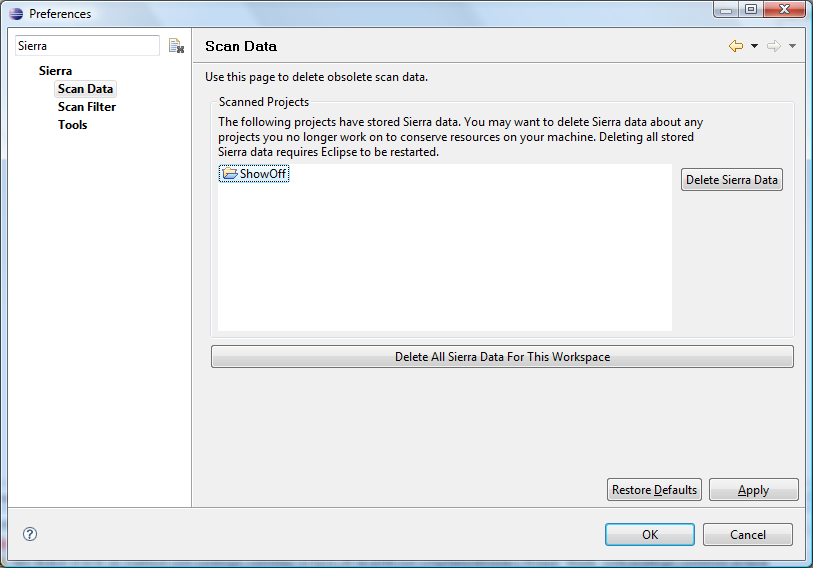 Preferences
Sierra
Scan Data
Sierra
Scan Data
Scan Filter
Tools
Use this page to delete obsolete scan data.
Scanned Projects
The following projects have stored Sierra data. You may want to delete Sierra data about any
projects you no longer work on to conserve resources on your machine. Deleting all stored
Sierra data requires Eclipse to be restarted.
ShowOff
Delete Sierra Data
Delete All Sierra Data For This Workspace
Restore Defaults
Apply
OK
Cancel